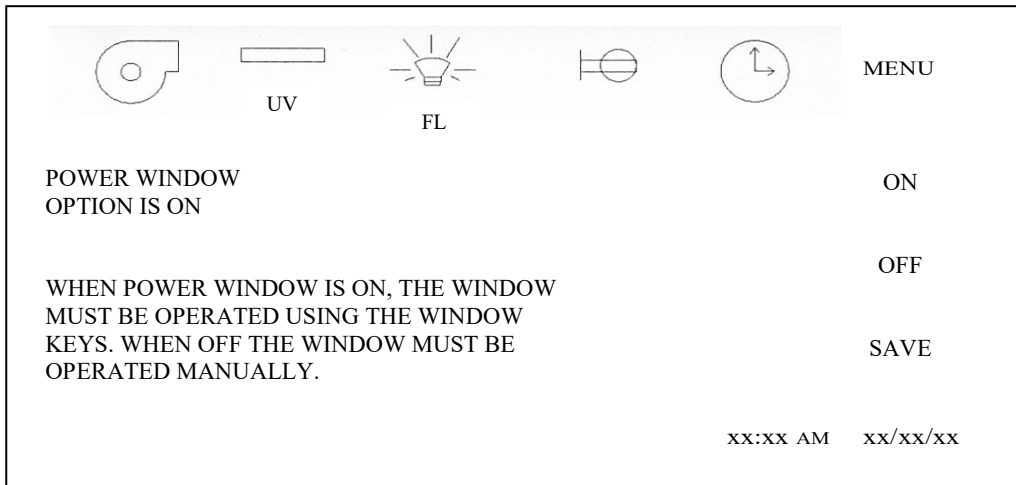 MENU
UV
FL
POWER WINDOW
OPTION IS ON
ON
OFF
WHEN POWER WINDOW IS ON, THE WINDOW
MUST BE OPERATED USING THE WINDOW
KEYS. WHEN OFF THE WINDOW MUST BE
OPERATED MANUALLY.
SAVE
xx:xx AM xx/xx/xx